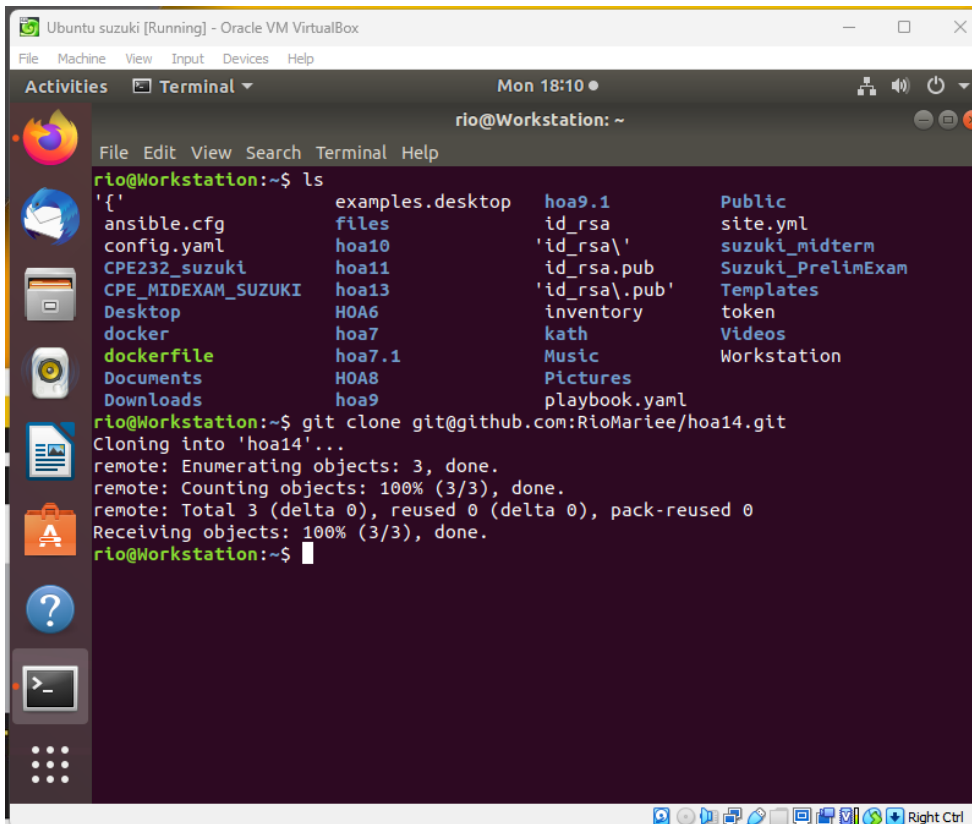 Ubuntu suzuki [Running] - Oracle VM VirtualBox
File Machine View Input Devices Help
Activities Terminal Mon 18:10
rio@Workstation: ~
File Edit View Search Terminal Help
rio@Workstation:~$ ls
'{' examples.desktop hoa9.1 Public
ansible.cfg files id_rsa site.yml
config.yaml hoa10 'id_rsa\' suzuki_midterm
CPE232_suzuki hoa11 id_rsa.pub Suzuki_PrelimExam
CPE_MIDEXAM_SUZUKI hoa13 'id_rsa\.pub' Templates
Desktop HOA6 inventory token
docker hoa7 kath Videos
dockerfile hoa7.1 Music Workstation
Documents HOA8 Pictures
Downloads hoa9 playbook.yaml
rio@Workstation:~$ git clone git@github.com:RioMariee/hoa14.git
Cloning into 'hoa14'...
remote: Enumerating objects: 3, done.
remote: Counting objects: 100% (3/3), done.
remote: Total 3 (delta 0), reused 0 (delta 0), pack-reused 0
Receiving objects: 100% (3/3), done.
rio@Workstation:~$
Right Ctrl